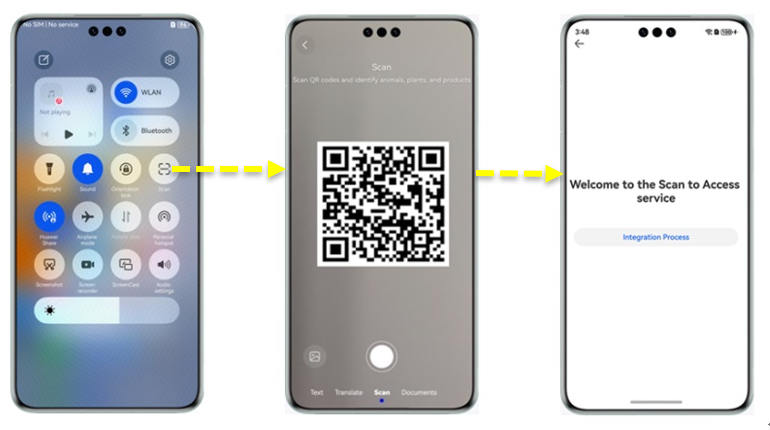 No SIM | No service
Not playing
WLAN
Bluetooth
Flashlight
Sound
Orientation
lock
Scan
Huawei
Share
Airplane
mode
Personal
hotspot
Screenshot
Screen
recorder
ScreenCast
Audio
settings
Scan
Scan QR codes and identify animals, plants, and products
Text
Translate
Scan
Documents
3:48
Welcome to the Scan to Access
service
Integration Process